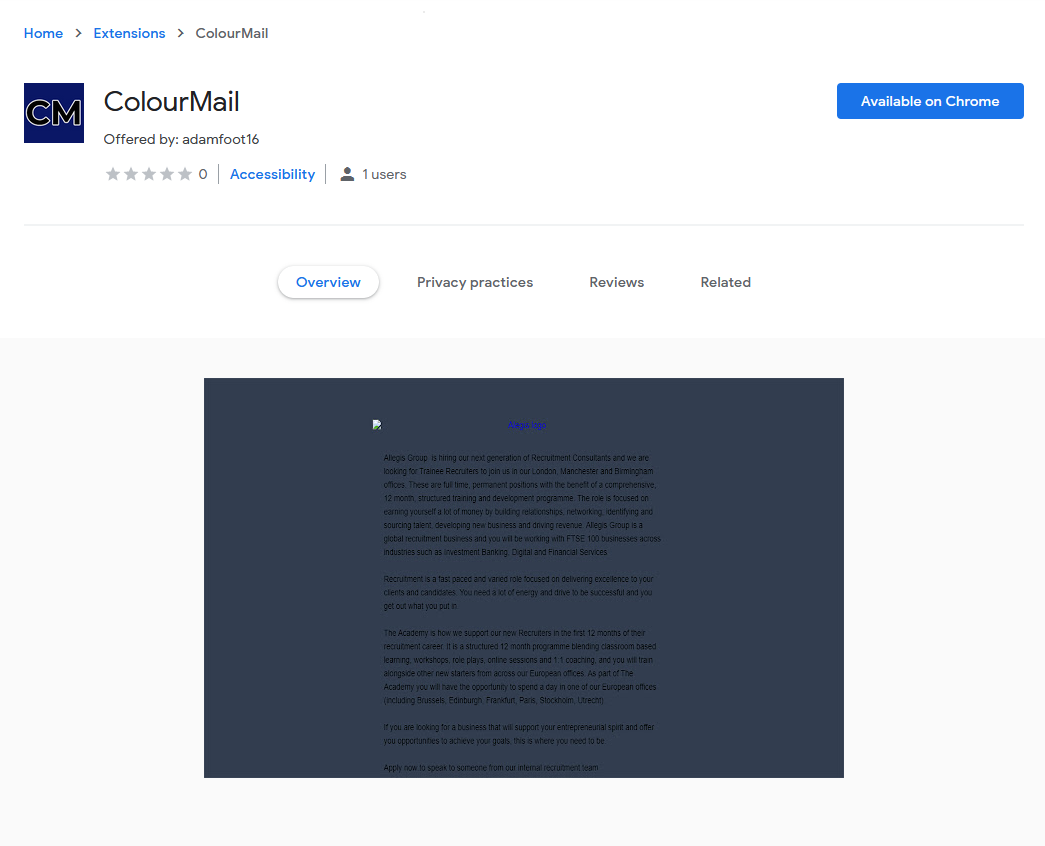 Home > Extensions > ColourMail
CM
ColourMail
Available on Chrome
Offered by: adamfoot16
0 | Accessibility | 1 users
Overview Privacy practices Reviews Related
Allegis logo
Allegis Group is hiring our next generation of Recruitment Consultants and we are
looking for Trainee Recruiters to join us in our London, Manchester and Birmingham
offices. These are full time, permanent positions with the benefit of a comprehensive,
12 month, structured training and development programme. The role is focused on
earning yourself a lot of money by building relationships, networking, identifying and
sourcing talent, developing new business and driving revenue. Allegis Group is a
global recruitment business and you will be working with FTSE 100 businesses across
industries such as Investment Banking, Digital and Financial Services.
Recruitment is a fast paced and varied role focused on delivering excellence to your
clients and candidates. You need a lot of energy and drive to be successful and you
get out what you put in.
The Academy is how we support our new Recruiters in the first 12 months of their
recruitment career. It is a structured 12 month programme blending classroom based
learning, workshops, role plays, online sessions and 1:1 coaching, and you will train
alongside other new starters from across our European offices. As part of The
Academy you will have the opportunity to spend a day in one of our European offices
(including Brussels, Edinburgh, Frankfurt, Paris, Stockholm, Utrecht).
If you are looking for a business that will support your entrepreneurial spirit and offer
you opportunities to achieve your goals, this is where you need to be.
Apply now to speak to someone from our internal recruitment team.